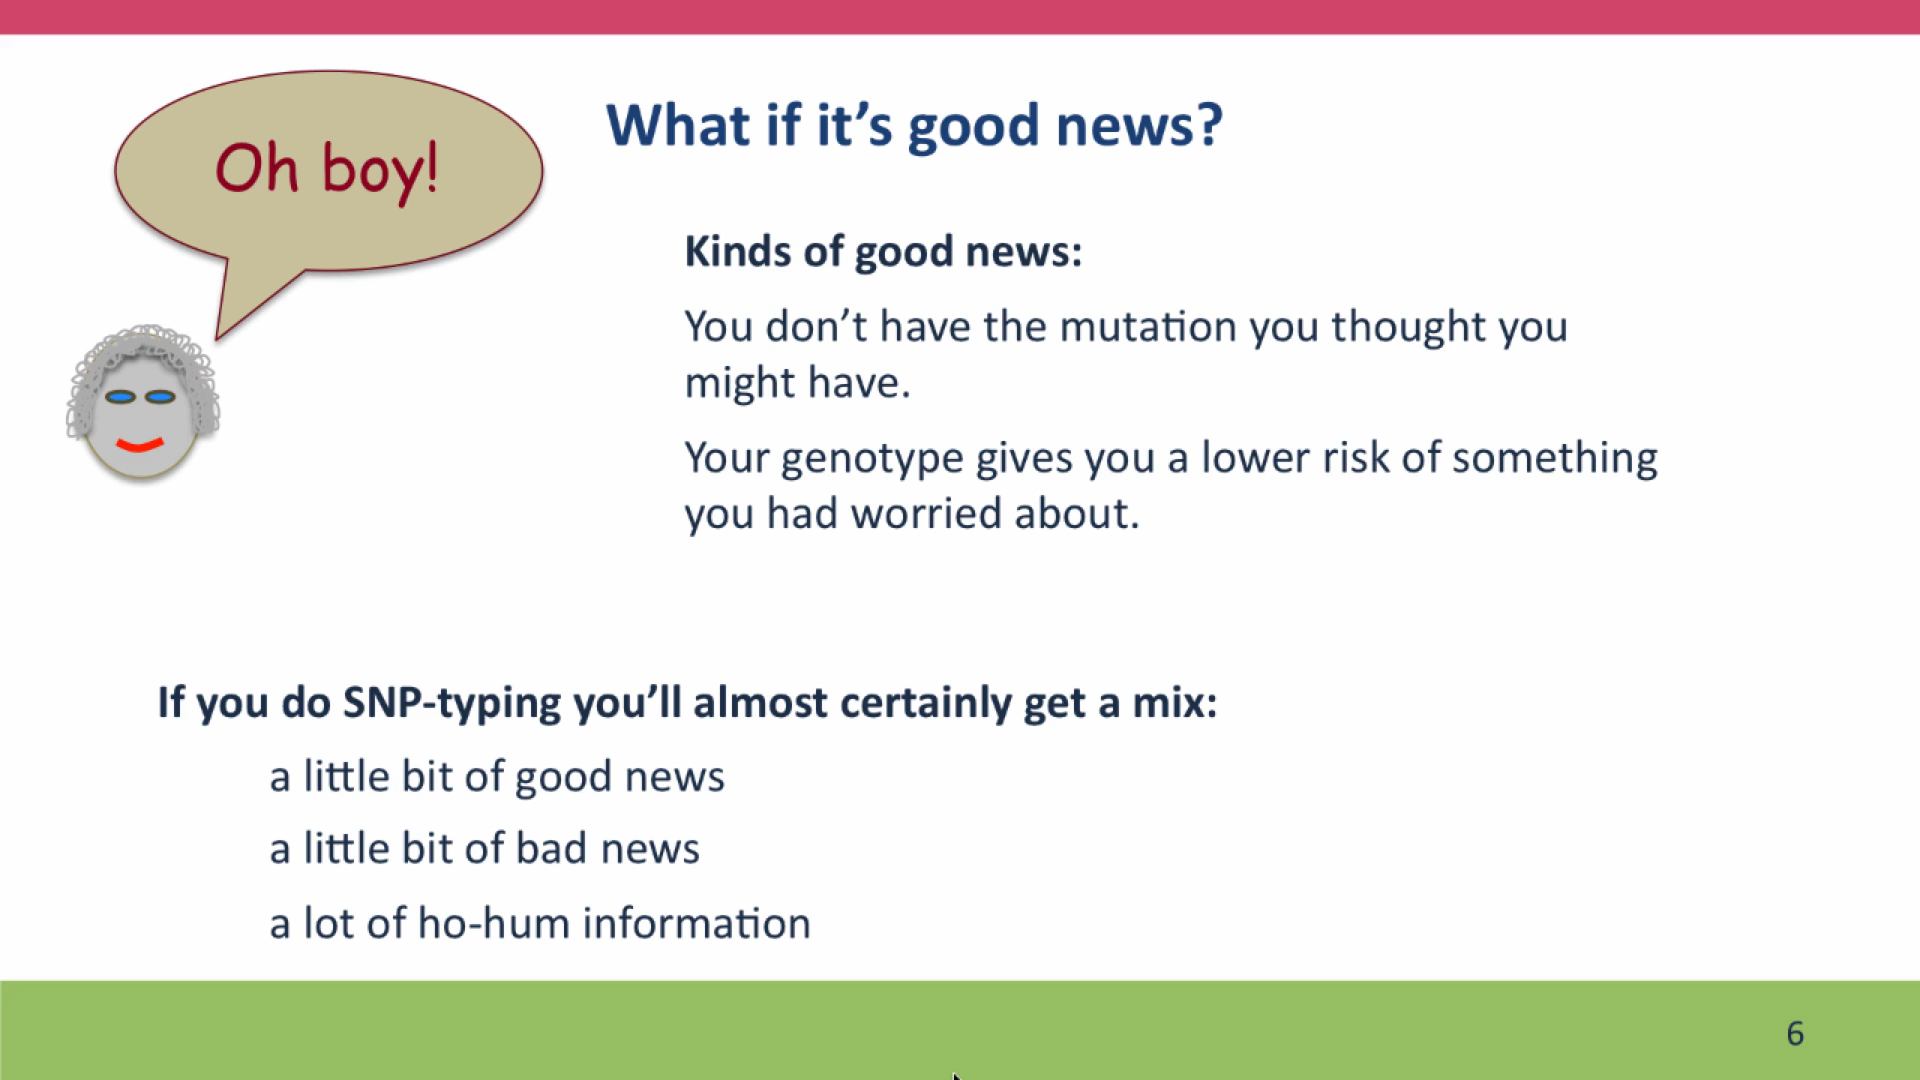 Oh boy!
What if it’s good news?
Kinds of good news:
You don’t have the mutation you thought you
might have.
Your genotype gives you a lower risk of something
you had worried about.
If you do SNP-typing you’ll almost certainly get a mix:
a little bit of good news
a little bit of bad news
a lot of ho-hum information
6